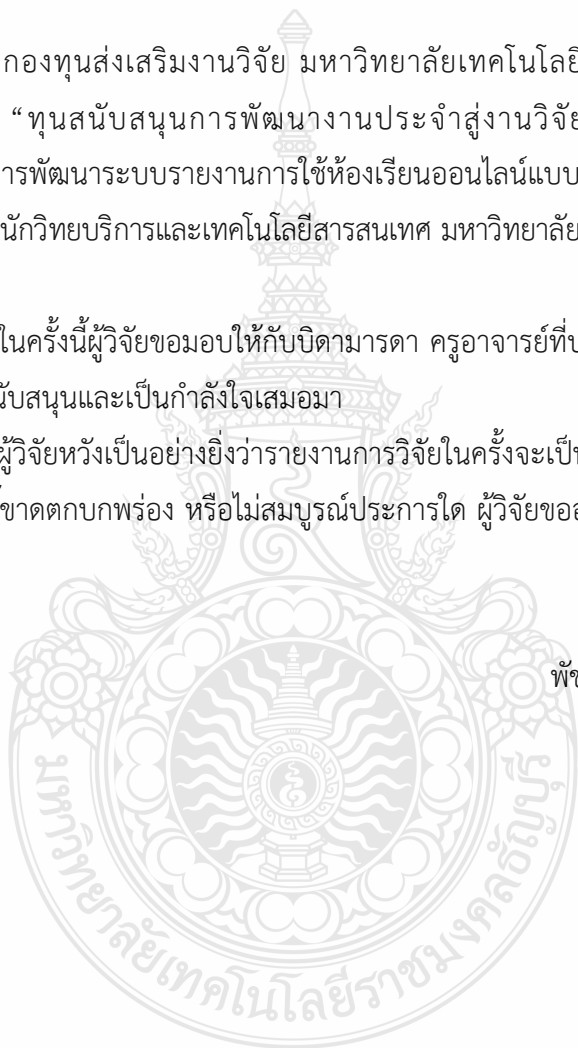 กองทุนส่งเสริมงานวิจัย มหาวิทยาลัยเทคโนโลยี
“ทุนสนับสนุนการพัฒนางานประจำสู่งานวิจัย
ารพัฒนาระบบรายงานการใช้ห้องเรียนออนไลน์แบบ
นักวิทยบริการและเทคโนโลยีสารสนเทศ มหาวิทยาลัย
ในครั้งนี้ผู้วิจัยขอมอบให้กับบิดามารดา ครูอาจารย์ที่
นับสนุนและเป็นกำลังใจเสมอมา
ผู้วิจัยหวังเป็นอย่างยิ่งว่ารายงานการวิจัยในครั้งจะเป็น
ขาดตกบกพร่อง หรือไม่สมบูรณ์ประการใด ผู้วิจัยขอ
พัช
มหาวิทยาลัยเทคโนโลยีราชมงคลธัญบุรี